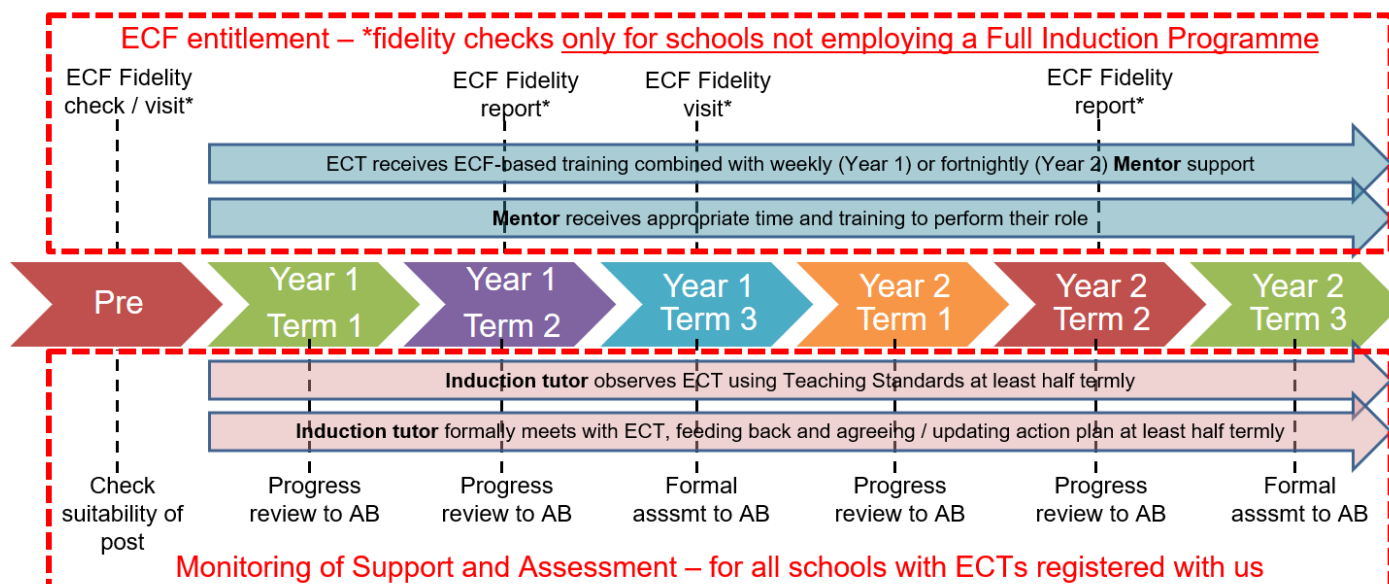 ECF entitlement – *fidelity checks only for schools not employing a Full Induction Programme
ECF Fidelity
check / visit*
ECF Fidelity
report*
ECF Fidelity
visit*
ECF Fidelity
report*
ECT receives ECF-based training combined with weekly (Year 1) or fortnightly (Year 2) Mentor support
Mentor receives appropriate time and training to perform their role
Pre
Year 1
Term 1
Year 1
Term 2
Year 1
Term 3
Year 2
Term 1
Year 2
Term 2
Year 2
Term 3
Induction tutor observes ECT using Teaching Standards at least half termly
Induction tutor formally meets with ECT, feeding back and agreeing / updating action plan at least half termly
Check
suitability of
post
Progress
review to AB
Progress
review to AB
Formal
asssmt to AB
Progress
review to AB
Progress
review to AB
Formal
asssmt to AB
Monitoring of Support and Assessment – for all schools with ECTs registered with us